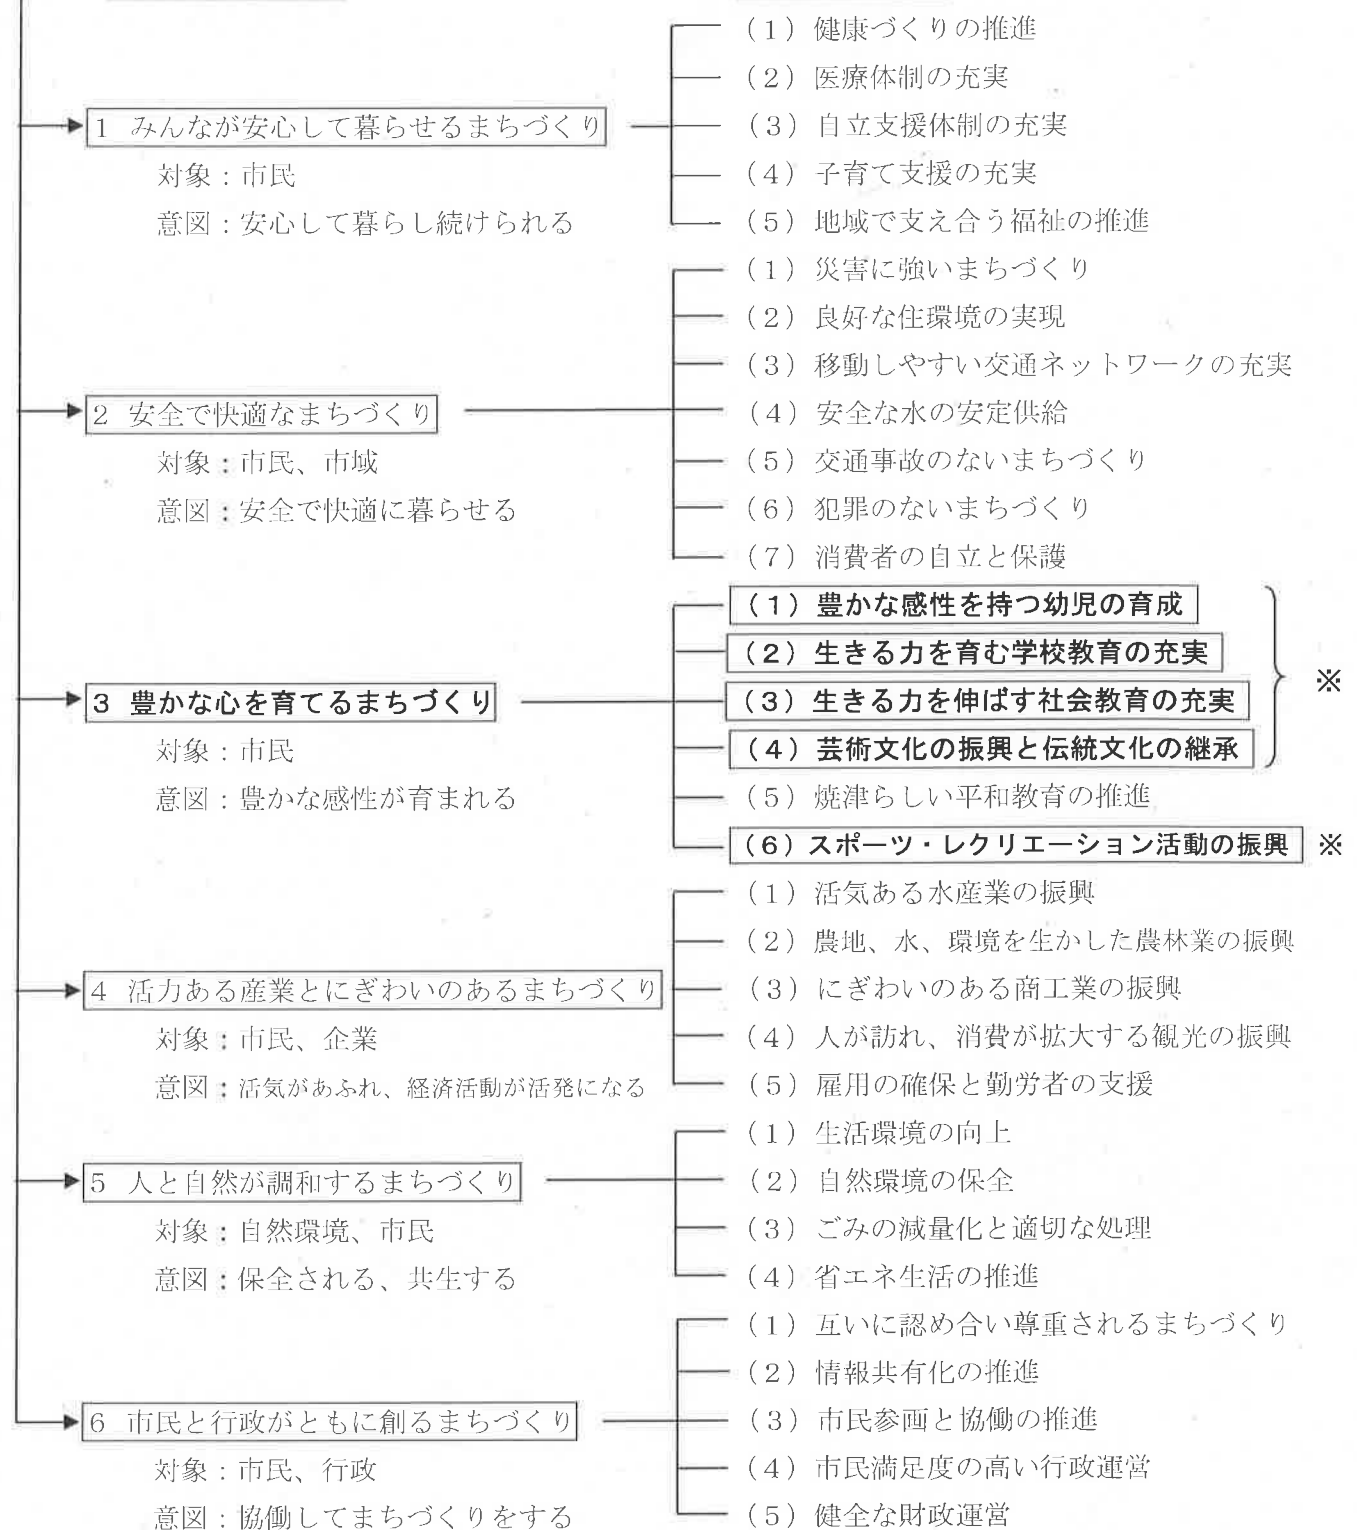 (1) 健康づくりの推進
(2) 医療体制の充実
1 みんなが安心して暮らせるまちづくり
(3) 自立支援体制の充実
対象：市民
(4) 子育て支援の充実
意図：安心して暮らし続けられる
(5) 地域で支え合う福祉の推進
(1) 災害に強いまちづくり
(2) 良好な住環境の実現
(3) 移動しやすい交通ネットワークの充実
2 安全で快適なまちづくり
(4) 安全な水の安定供給
対象：市民、市域
(5) 交通事故のないまちづくり
意図：安全で快適に暮らせる
(6) 犯罪のないまちづくり
(7) 消費者の自立と保護
(1) 豊かな感性を持つ幼児の育成
(2) 生きる力を育む学校教育の充実
※
3 豊かな心を育てるまちづくり
(3) 生きる力を伸ばす社会教育の充実
対象：市民
(4) 芸術文化の振興と伝統文化の継承
意図：豊かな感性が育まれる
(5) 焼津らしい平和教育の推進
(6) スポーツ・レクリエーション活動の振興 ※
(1) 活気ある水産業の振興
(2) 農地、水、環境を生かした農林業の振興
4 活力ある産業とにぎわいのあるまちづくり
(3) にぎわいのある商工業の振興
対象：市民、企業
(4) 人が訪れ、消費が拡大する観光の振興
意図：活気があふれ、経済活動が活発になる
(5) 雇用の確保と勤労者の支援
(1) 生活環境の向上
5 人と自然が調和するまちづくり
(2) 自然環境の保全
対象：自然環境、市民
(3) ごみの減量化と適切な処理
意図：保全される、共生する
(4) 省エネ生活の推進
(1) 互いに認め合い尊重されるまちづくり
(2) 情報共有化の推進
6 市民と行政がともに創るまちづくり
(3) 市民参画と協働の推進
対象：市民、行政
(4) 市民満足度の高い行政運営
意図：協働してまちづくりをする
(5) 健全な財政運営